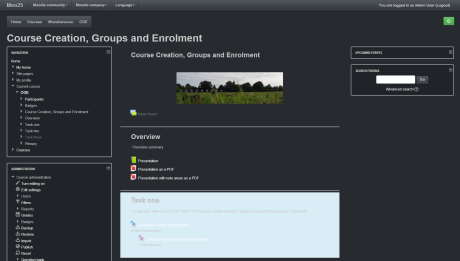 Moo25 Moodle community Moodle company Language
You are logged in as Admin User (Logout)
Home Courses Miscellaneous CGE
Course Creation, Groups and Enrolment
NAVIGATION
Home
My home
Site pages
My profile
Current course
CGE
Participants
Badges
Course Creation, Groups and Enrolment
Overview
Task one
Task two
Task three
Plenary
Courses
ADMINISTRATION
Course administration
Turn editing on
Edit settings
Users
Filters
Reports
Grades
Badges
Backup
Restore
Import
Publish
Reset
Question bank
Course Creation, Groups and Enrolment
News forum
Overview
Overview summary
Presentation
Presentation as a PDF
Presentation with note areas as a PDF
Task one
UPCOMING EVENTS
SEARCH FORUMS
Go
Advanced search